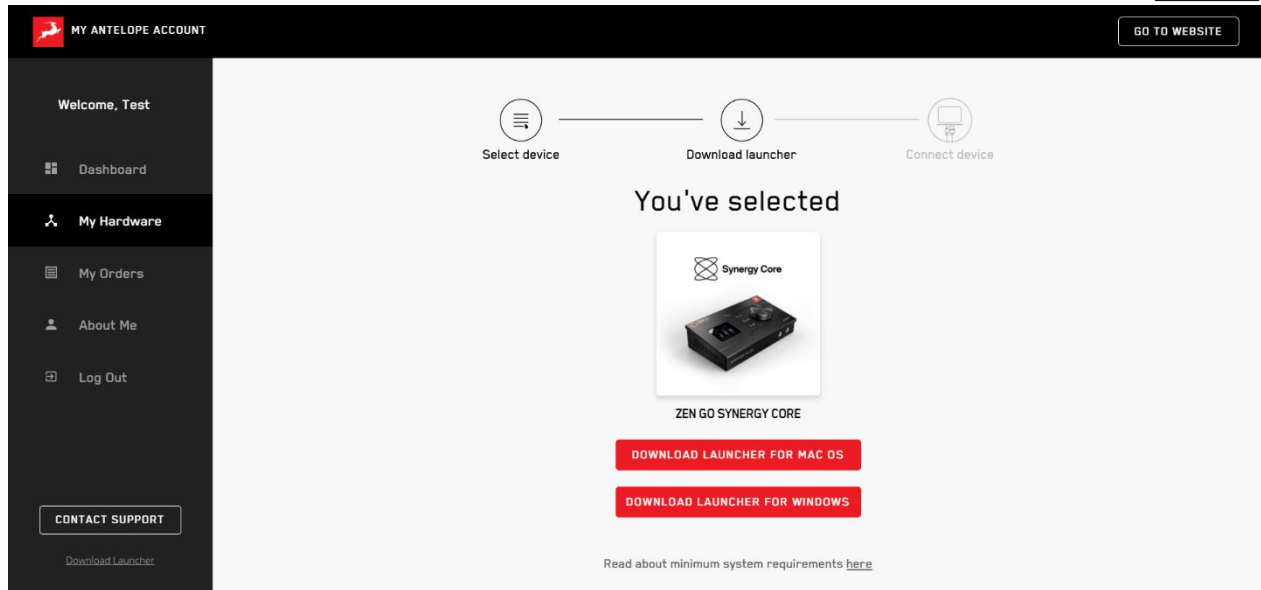 MY ANTELOPE ACCOUNT
GO TO WEBSITE
Welcome, Test
Dashboard
My Hardware
My Orders
About Me
Log Out
CONTACT SUPPORT
Download Launcher
Select device
Download launcher
Connect device
You've selected
Synergy Core
ZEN GO SYNERGY CORE
DOWNLOAD LAUNCHER FOR MAC OS
DOWNLOAD LAUNCHER FOR WINDOWS
Read about minimum system requirements here